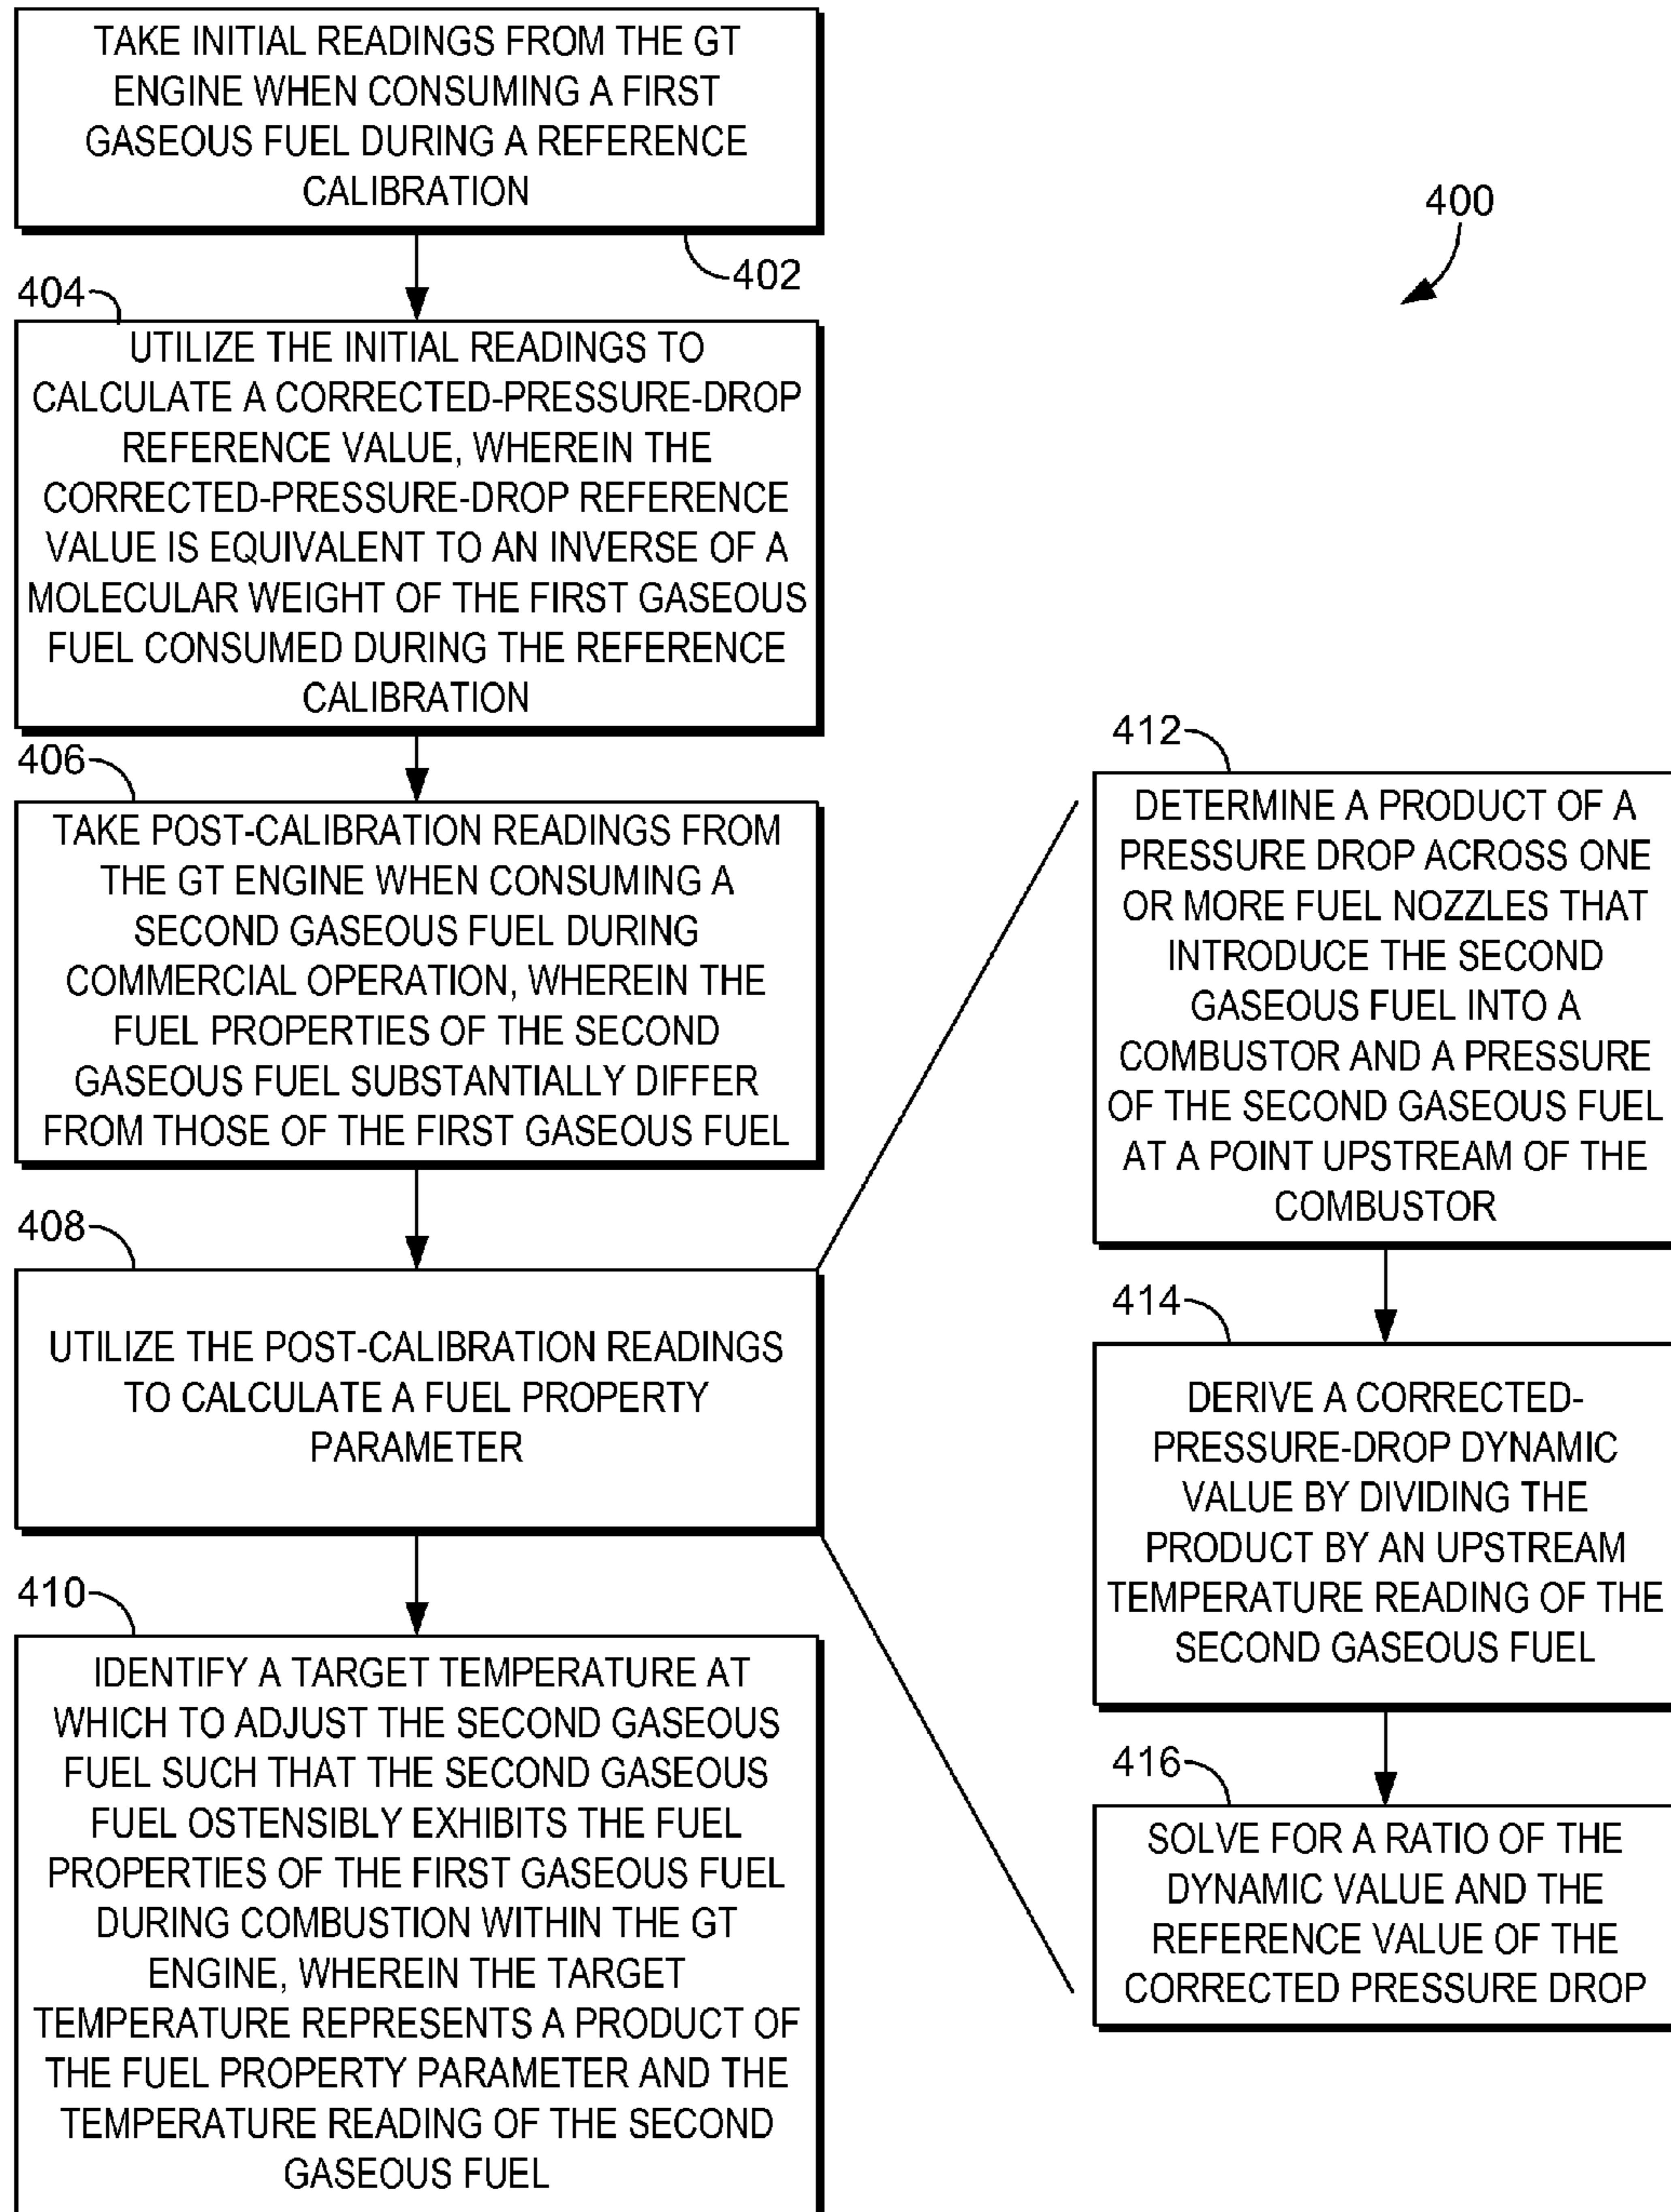 TAKE INITIAL READINGS FROM THE GT
ENGINE WHEN CONSUMING A FIRST
GASEOUS FUEL DURING A REFERENCE
CALIBRATION
402
400
404
UTILIZE THE INITIAL READINGS TO
CALCULATE A CORRECTED-PRESSURE-DROP
REFERENCE VALUE, WHEREIN THE
CORRECTED-PRESSURE-DROP REFERENCE
VALUE IS EQUIVALENT TO AN INVERSE OF A
MOLECULAR WEIGHT OF THE FIRST GASEOUS
FUEL CONSUMED DURING THE REFERENCE
CALIBRATION
406
TAKE POST-CALIBRATION READINGS FROM
THE GT ENGINE WHEN CONSUMING A
SECOND GASEOUS FUEL DURING
COMMERCIAL OPERATION, WHEREIN THE
FUEL PROPERTIES OF THE SECOND
GASEOUS FUEL SUBSTANTIALLY DIFFER
FROM THOSE OF THE FIRST GASEOUS FUEL
408
UTILIZE THE POST-CALIBRATION READINGS
TO CALCULATE A FUEL PROPERTY
PARAMETER
410
IDENTIFY A TARGET TEMPERATURE AT
WHICH TO ADJUST THE SECOND GASEOUS
FUEL SUCH THAT THE SECOND GASEOUS
FUEL OSTENSIBLY EXHIBITS THE FUEL
PROPERTIES OF THE FIRST GASEOUS FUEL
DURING COMBUSTION WITHIN THE GT
ENGINE, WHEREIN THE TARGET
TEMPERATURE REPRESENTS A PRODUCT OF
THE FUEL PROPERTY PARAMETER AND THE
TEMPERATURE READING OF THE SECOND
GASEOUS FUEL
412
DETERMINE A PRODUCT OF A
PRESSURE DROP ACROSS ONE
OR MORE FUEL NOZZLES THAT
INTRODUCE THE SECOND
GASEOUS FUEL INTO A
COMBUSTOR AND A PRESSURE
OF THE SECOND GASEOUS FUEL
AT A POINT UPSTREAM OF THE
COMBUSTOR
414
DERIVE A CORRECTED-
PRESSURE-DROP DYNAMIC
VALUE BY DIVIDING THE
PRODUCT BY AN UPSTREAM
TEMPERATURE READING OF THE
SECOND GASEOUS FUEL
416
SOLVE FOR A RATIO OF THE
DYNAMIC VALUE AND THE
REFERENCE VALUE OF THE
CORRECTED PRESSURE DROP